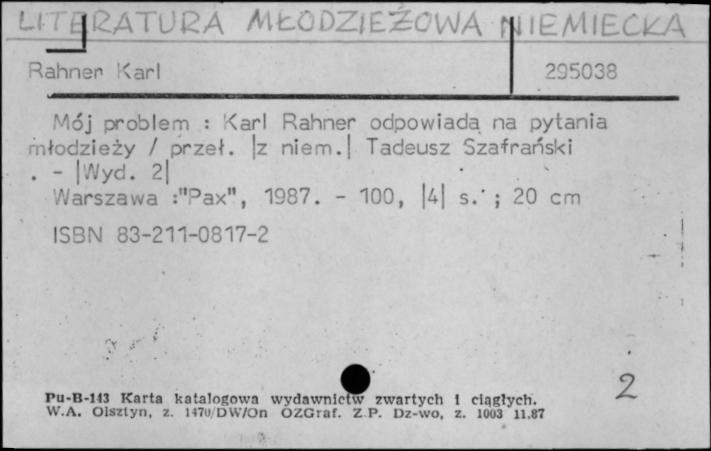 LITERATURA MŁODZIEŻOWA NIEMIECKA
Rahner Karl 295038
Mój problem : Karl Rahner odpowiada na pytania
młodzieży / przeł. |z niem.| Tadeusz Szafrański
. - |Wyd. 2|
Warszawa :"Pax", 1987. - 100, |4| s. ; 20 cm
ISBN 83-211-0817-2
2
Pu-B-143 Karta katalogowa wydawnictw zwartych i ciągłych.
W.A. Olsztyn, z. 1470/DW/On OZGraf. Z.P. Dz-wo, z. 1003 11.87